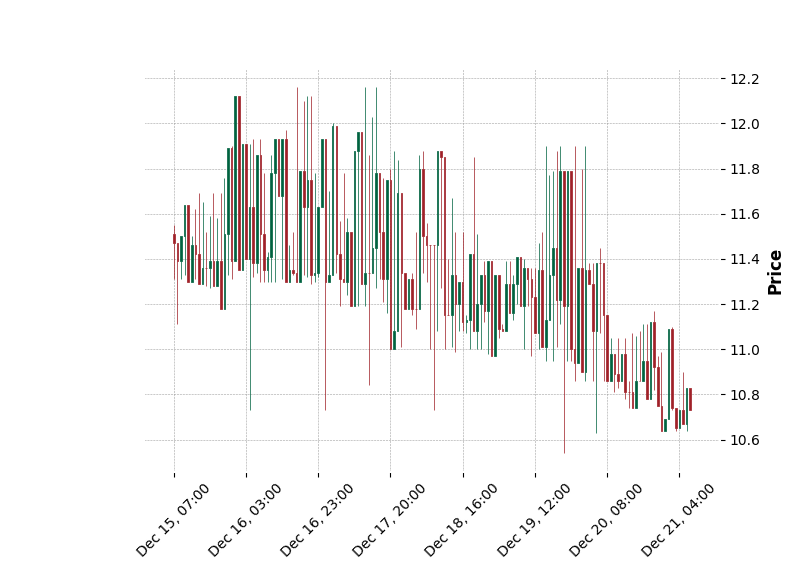 12.2
12.0
11.8
11.6
11.4
11.2
11.0
10.8
10.6
Price
Dec 15, 07:00
Dec 16, 03:00
Dec 16, 23:00
Dec 17, 20:00
Dec 18, 16:00
Dec 19, 12:00
Dec 20, 08:00
Dec 21, 04:00